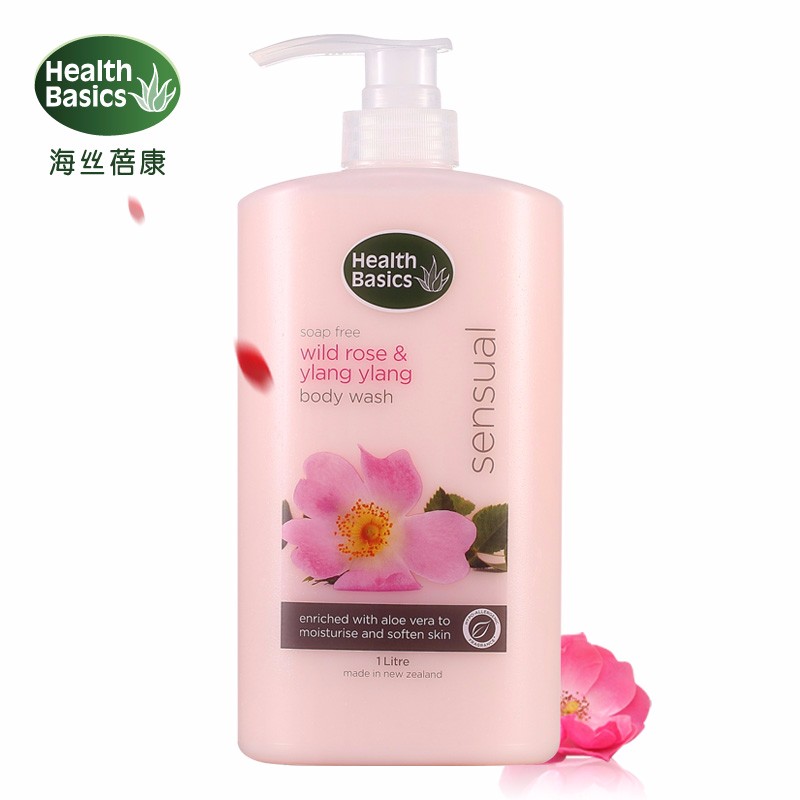 Health
Basics
海丝蓓康
Health
Basics
soap free
wild rose &
ylang ylang
body wash
sensual
enriched with aloe vera to
moisturise and soften skin
1 Litre
made in new zealand